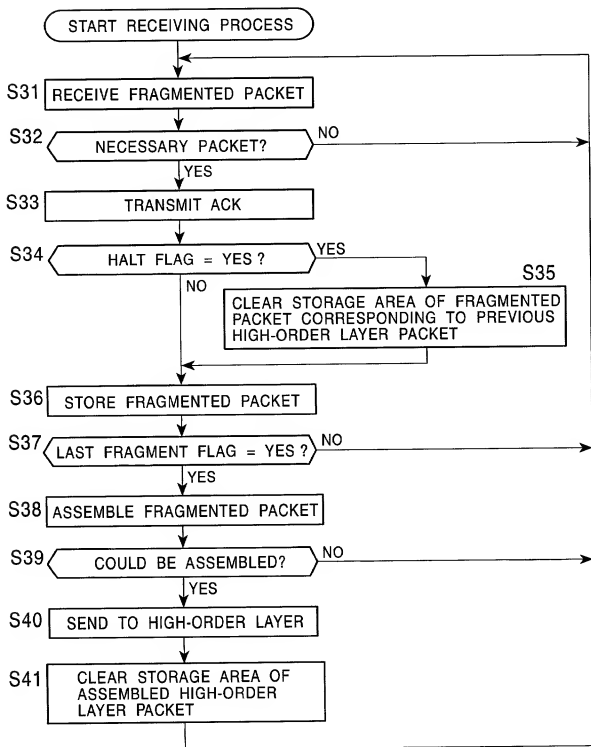 START RECEIVING PROCESS
S31
RECEIVE FRAGMENTED PACKET
S32
NECESSARY PACKET?
NO
YES
S33
TRANSMIT ACK
S34
HALT FLAG = YES ?
YES
NO
S35
CLEAR STORAGE AREA OF FRAGMENTED
PACKET CORRESPONDING TO PREVIOUS
HIGH-ORDER LAYER PACKET
S36
STORE FRAGMENTED PACKET
S37
LAST FRAGMENT FLAG = YES ?
NO
YES
S38
ASSEMBLE FRAGMENTED PACKET
S39
COULD BE ASSEMBLED?
NO
YES
S40
SEND TO HIGH-ORDER LAYER
S41
CLEAR STORAGE AREA OF
ASSEMBLED HIGH-ORDER
LAYER PACKET